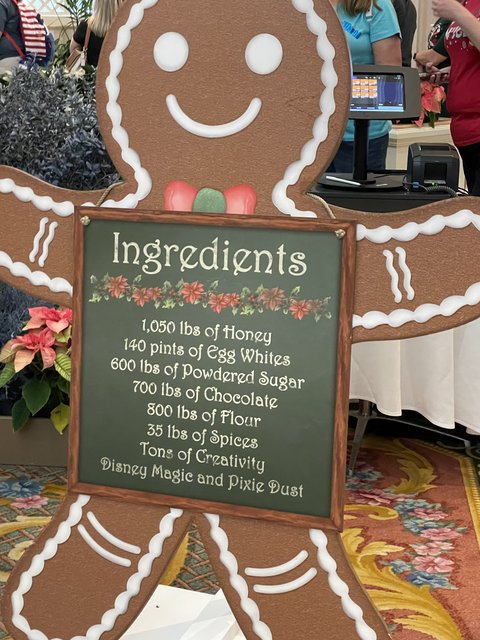 Ingredients
1,050 lbs of Honey
140 pints of Egg Whites
600 lbs of Powdered Sugar
700 lbs of Chocolate
800 lbs of Flour
35 lbs of Spices
Tons of Creativity
Disney Magic and Pixie Dust